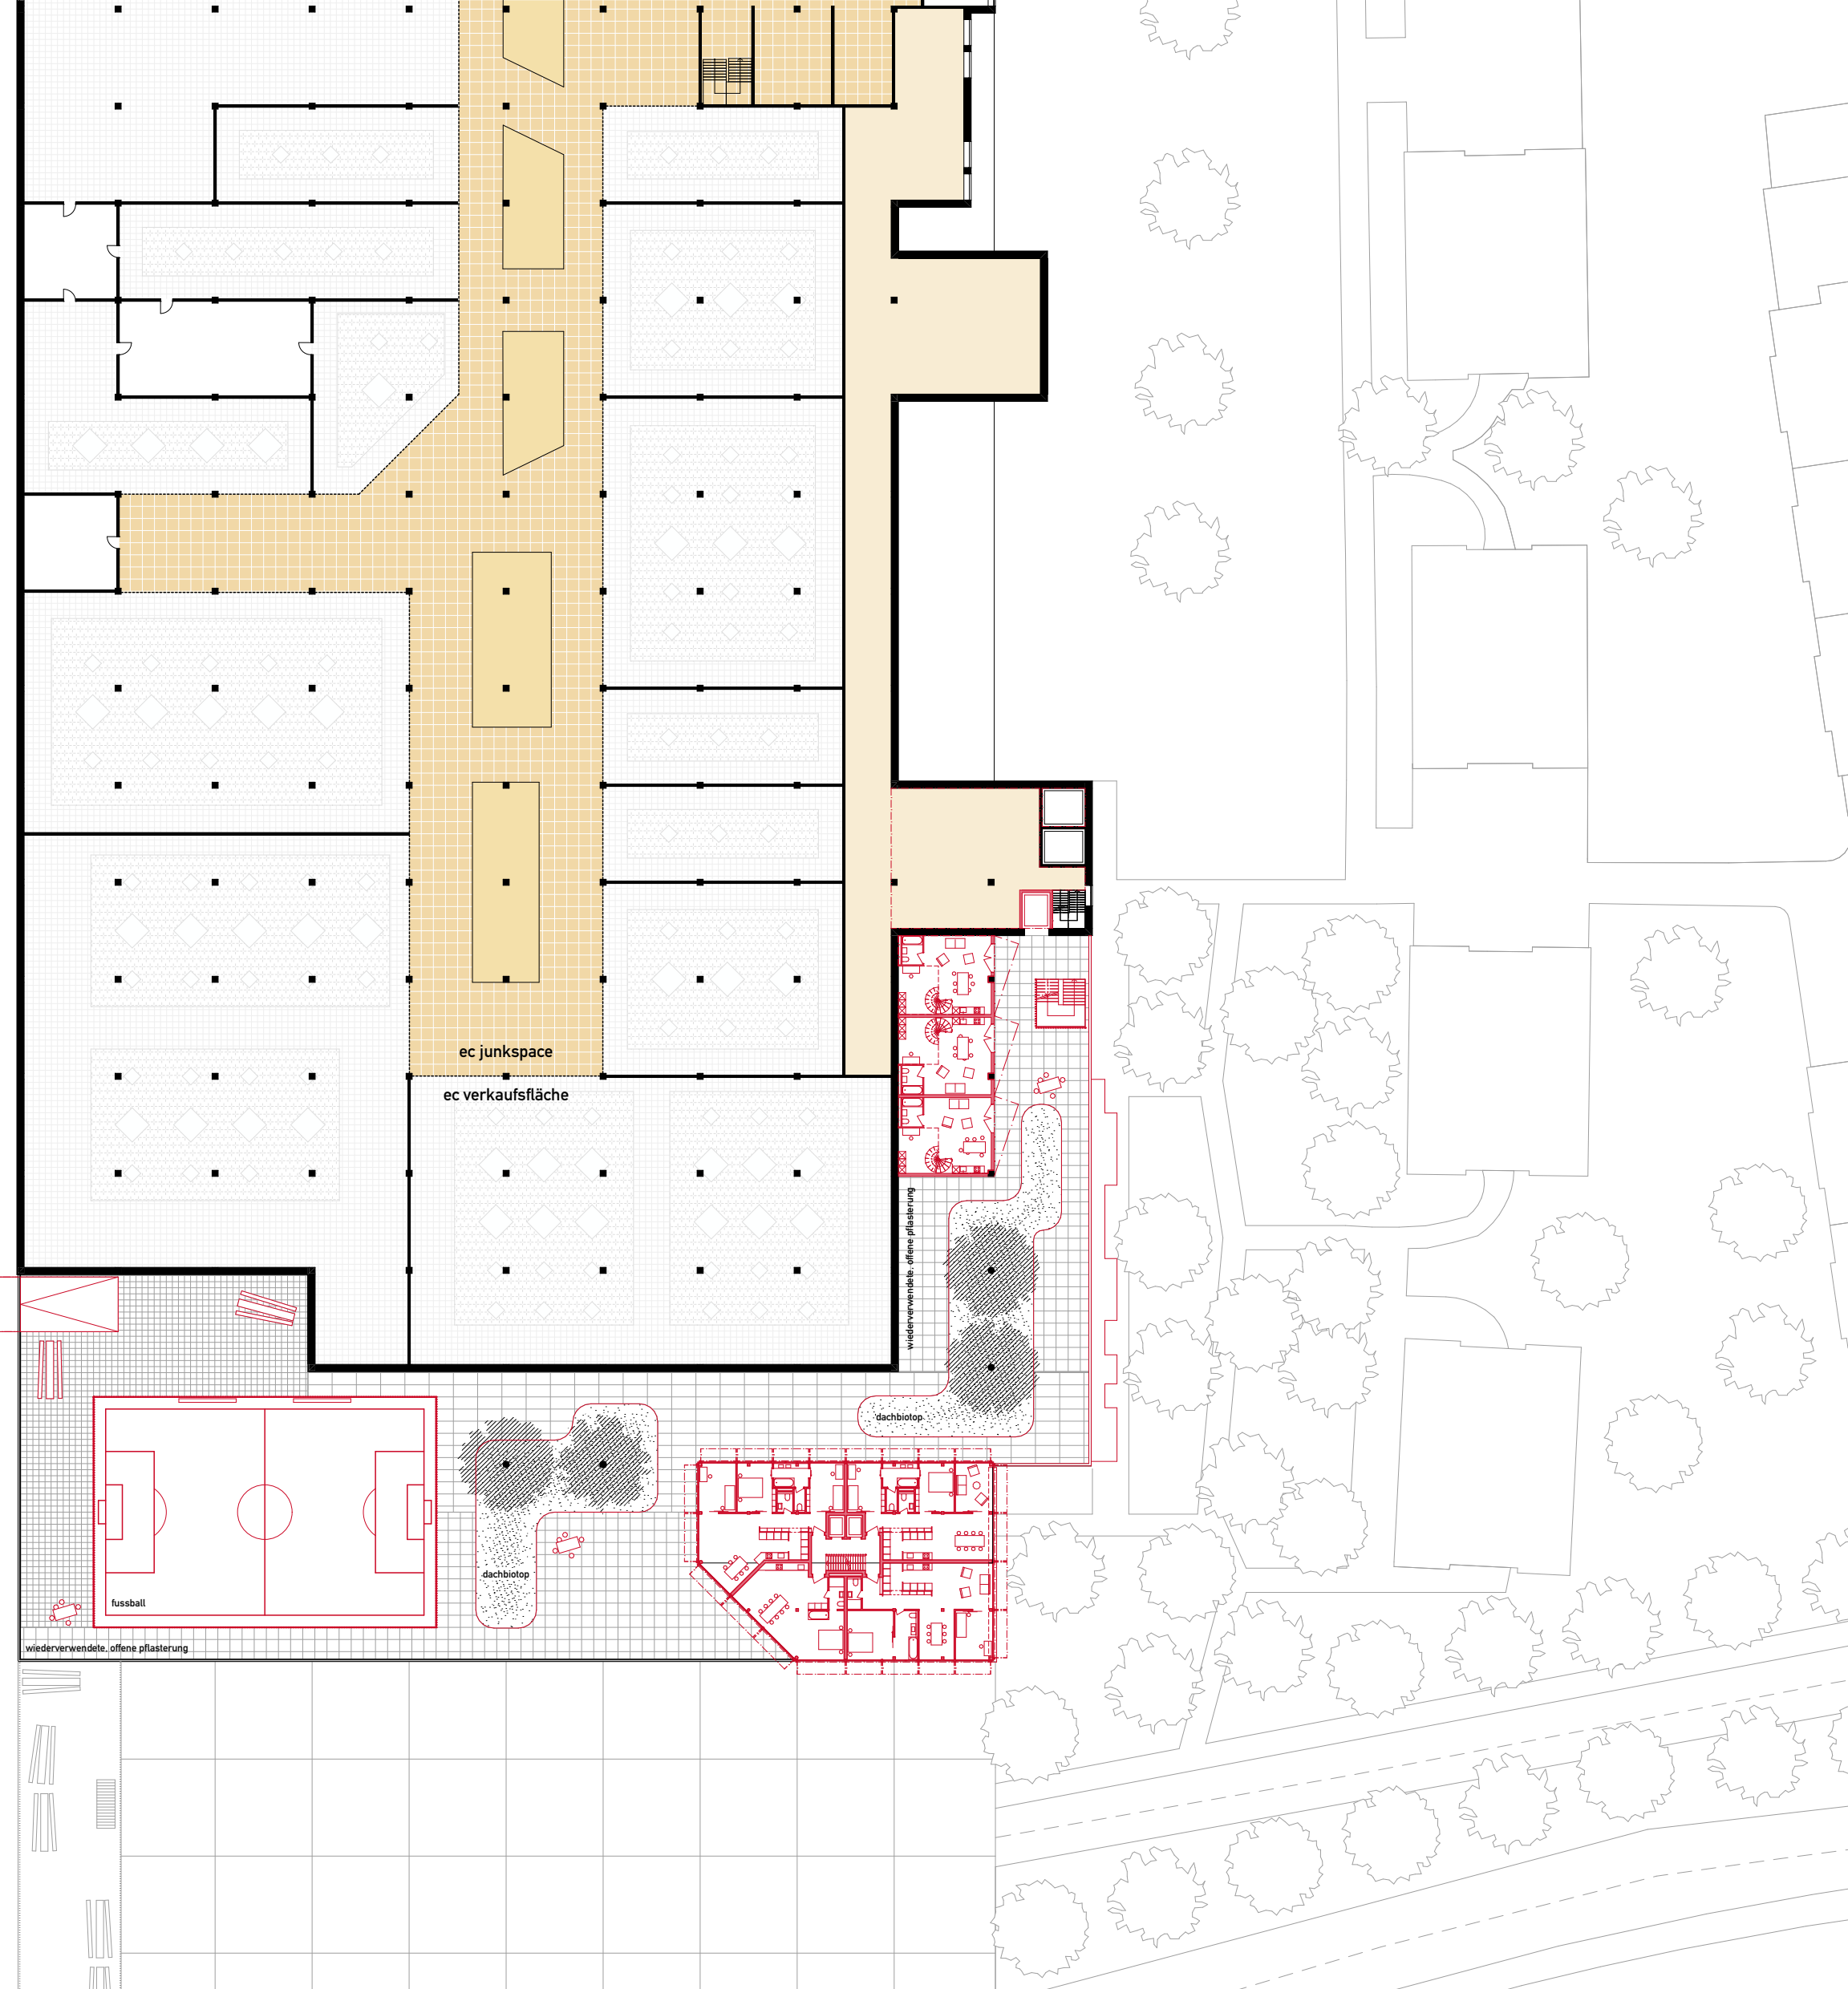 ec junkspace
ec verkaufsfläche
wiederverwendete, offene pflasterung
dachbiotop
dachbiotop
fussball
wiederverwendete, offene pflasterung